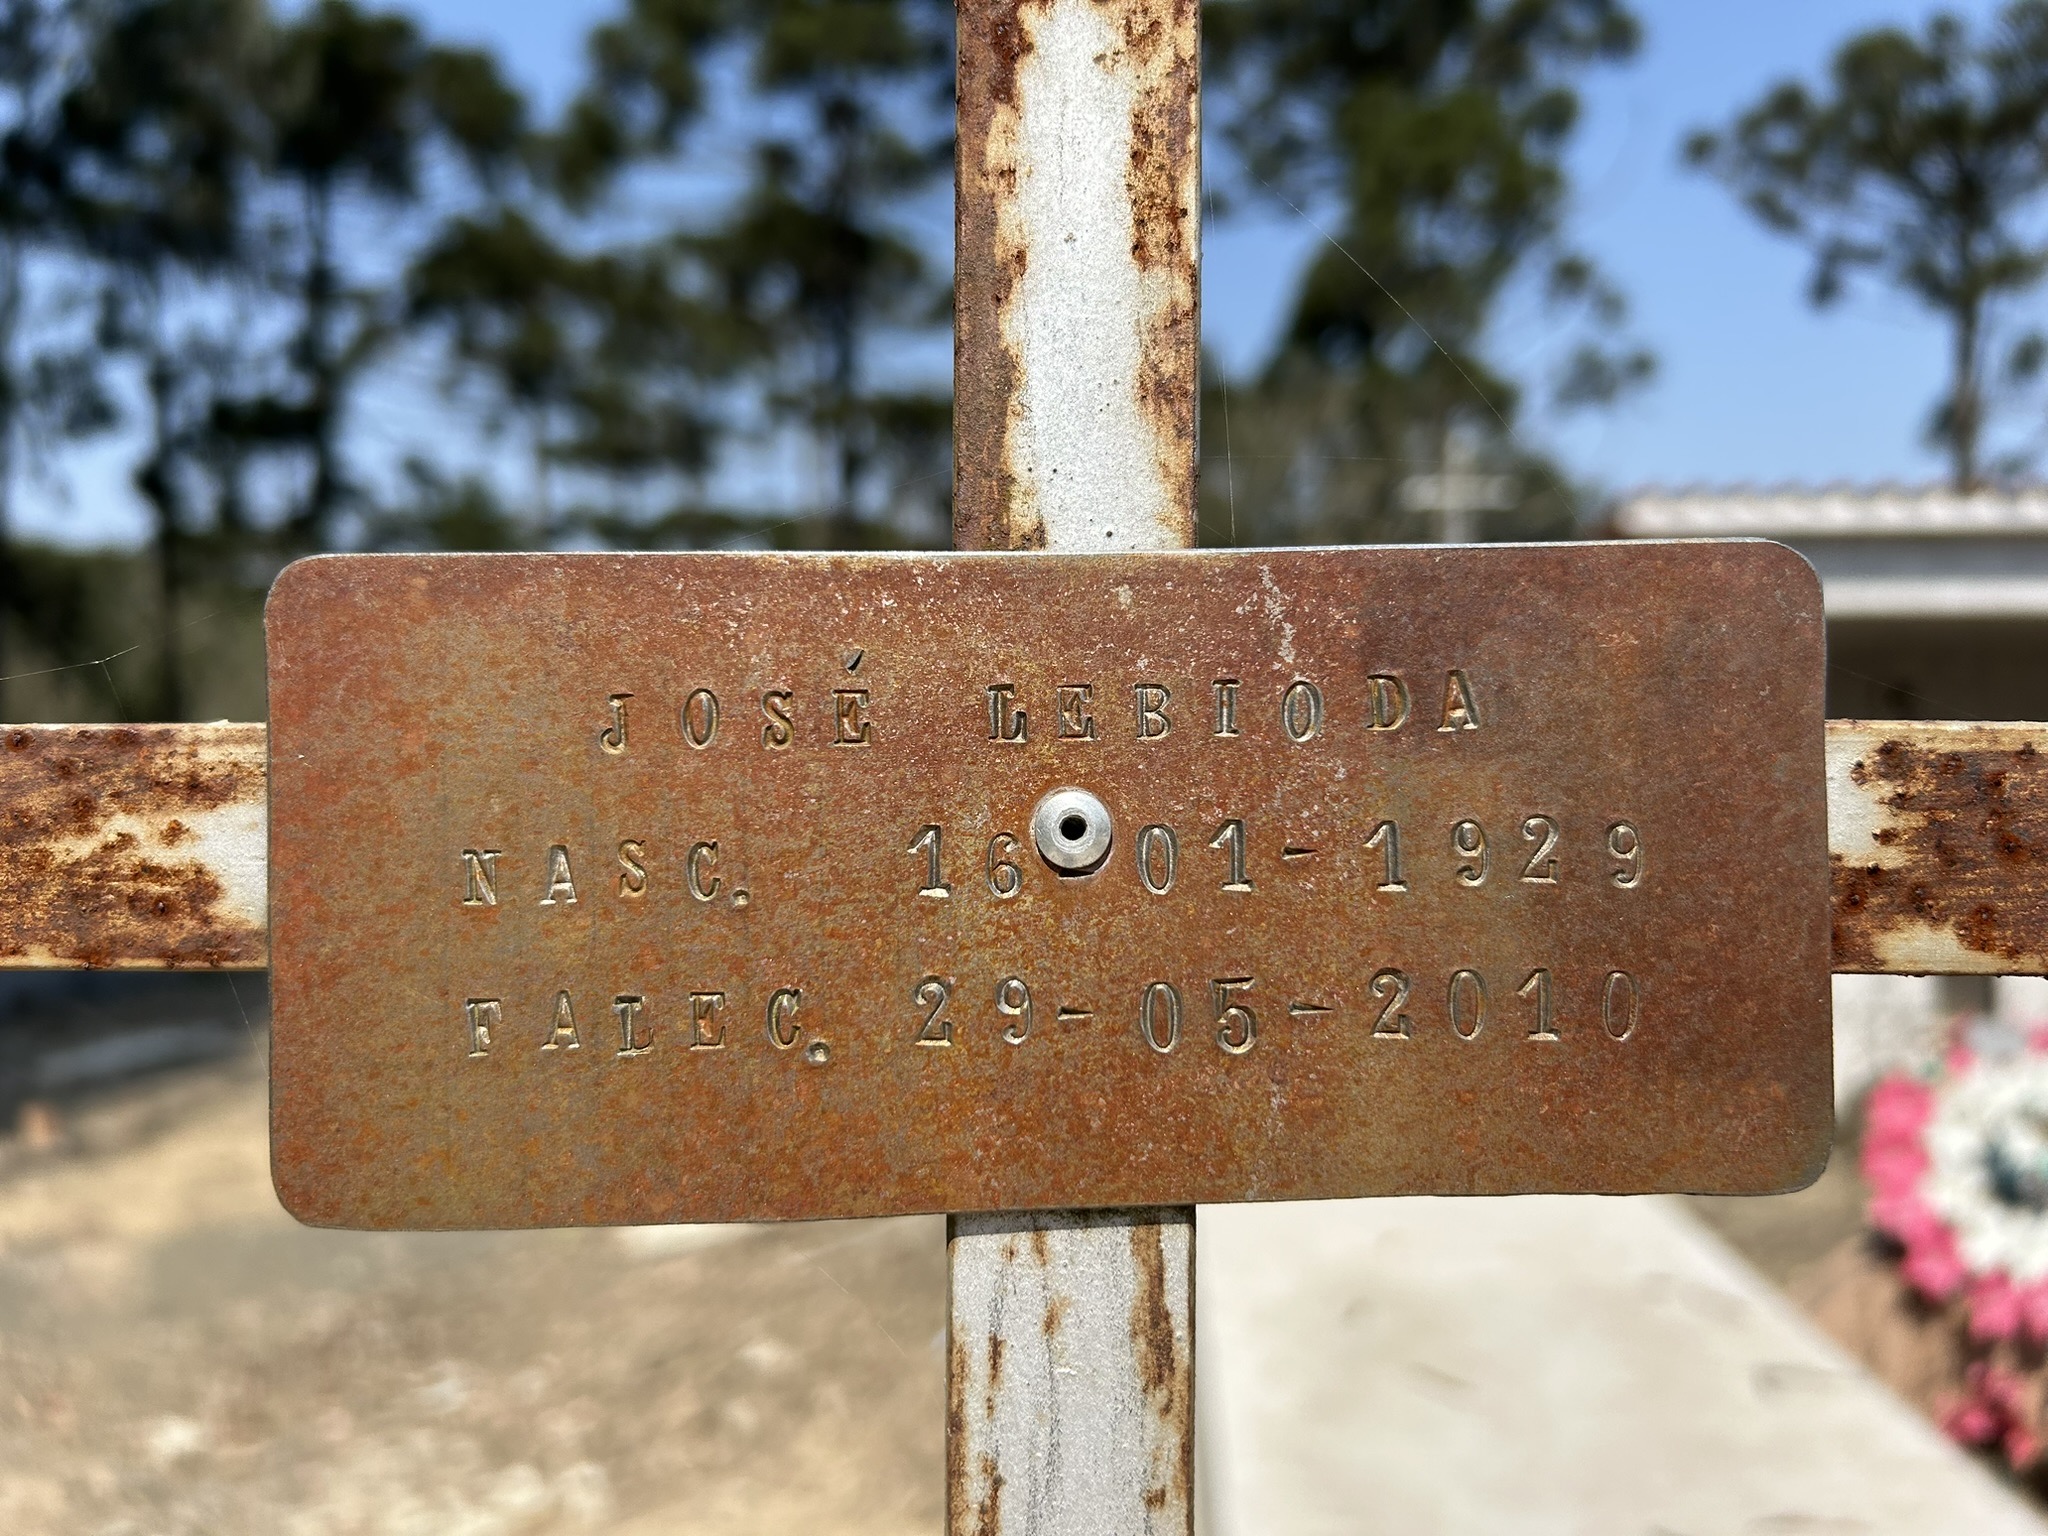 JOSÉ LEBIODA
NASC. 16-01-1929
FALEC. 29-05-2010